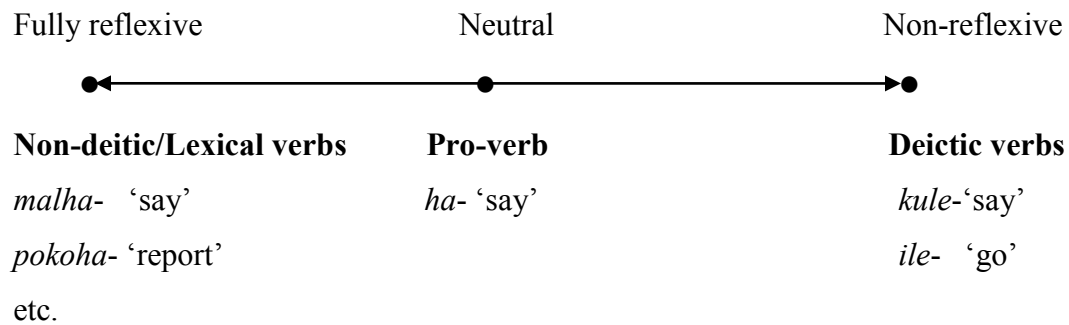 Fully reflexive Neutral Non-reflexive
Non-deitic/Lexical verbs Pro-verb Deictic verbs
malha- ‘say’ ha- ‘say’ kule-‘say’
pokoha- ‘report’ ile- ‘go’
etc.